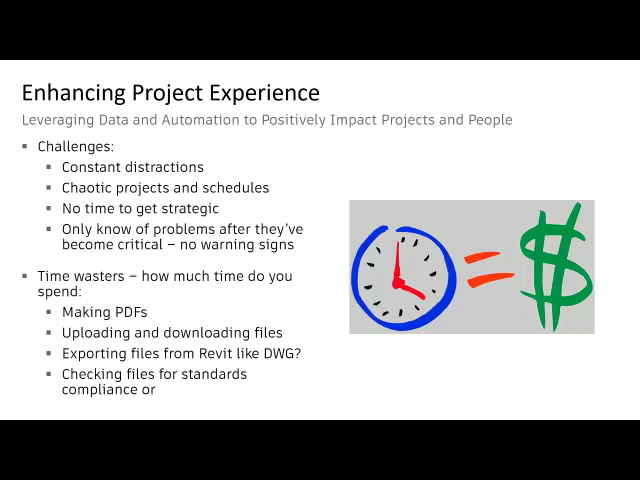 Enhancing Project Experience
Leveraging Data and Automation to Positively Impact Projects and People
Challenges:
Constant distractions
Chaotic projects and schedules
No time to get strategic
Only know of problems after they've
become critical – no warning signs
Time wasters – how much time do you
spend:
Making PDFs
Uploading and downloading files
Exporting files from Revit like DWG?
Checking files for standards
compliance or
= $